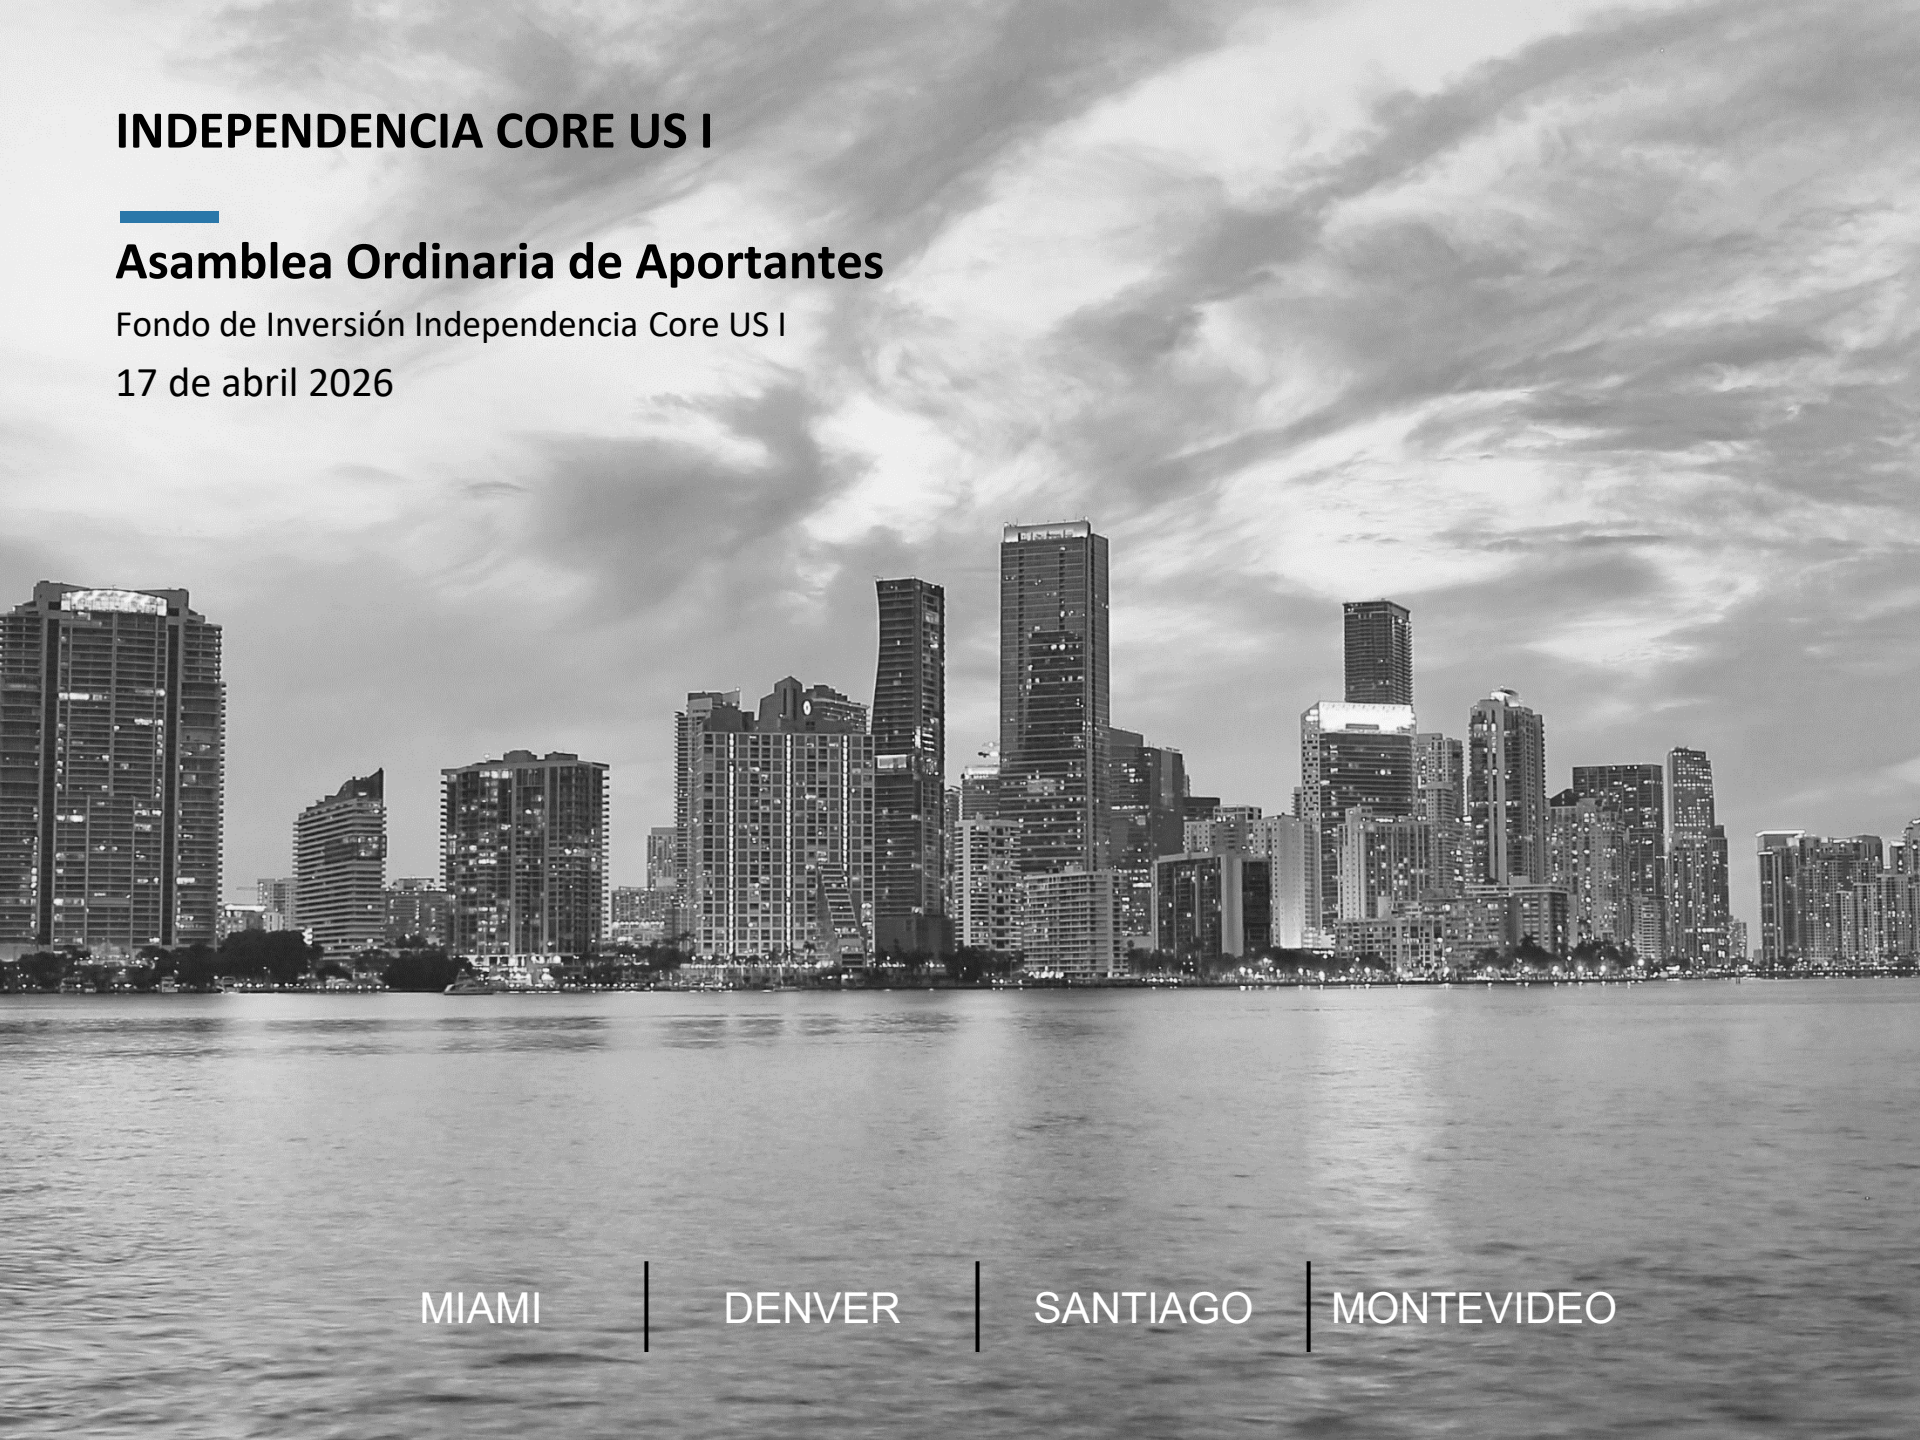 INDEPENDENCIA CORE US I
Asamblea Ordinaria de Aportantes
Fondo de Inversión Independencia Core US I
17 de abril 2026
MIAMI
DENVER
SANTIAGO
MONTEVIDEO